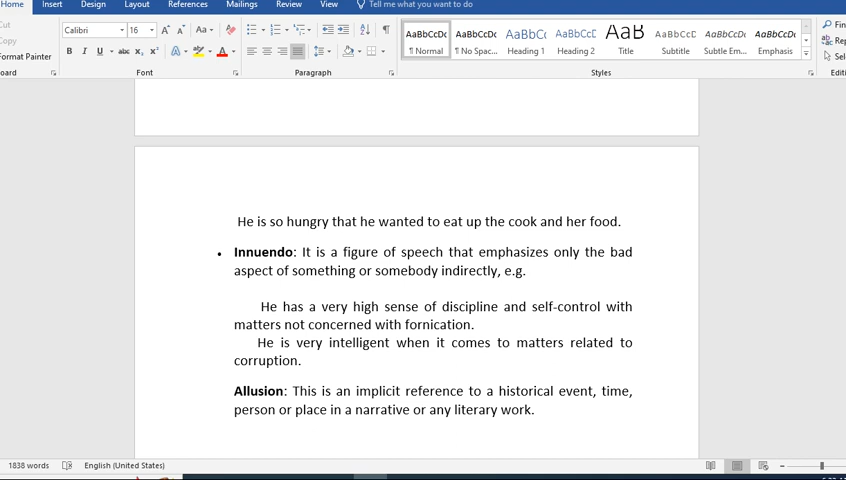 Home Insert Design Layout References Mailings Review View Tell me what you want to do
Cut
Copy
Format Painter
Calibri 16 Aa
B I U abc x₂ x² A A
AaBbCcDc AaBbCcDc AaBbCc AaBbCcE AaB AaBbCcD AaBbCcDc AaBbCcDc
¶ Normal ¶ No Spac... Heading 1 Heading 2 Title Subtitle Subtle Em... Emphasis
Font Paragraph Styles
He is so hungry that he wanted to eat up the cook and her food.
• Innuendo: It is a figure of speech that emphasizes only the bad
aspect of something or somebody indirectly, e.g.
He has a very high sense of discipline and self-control with
matters not concerned with fornication.
He is very intelligent when it comes to matters related to
corruption.
Allusion: This is an implicit reference to a historical event, time,
person or place in a narrative or any literary work.
1838 words English (United States)